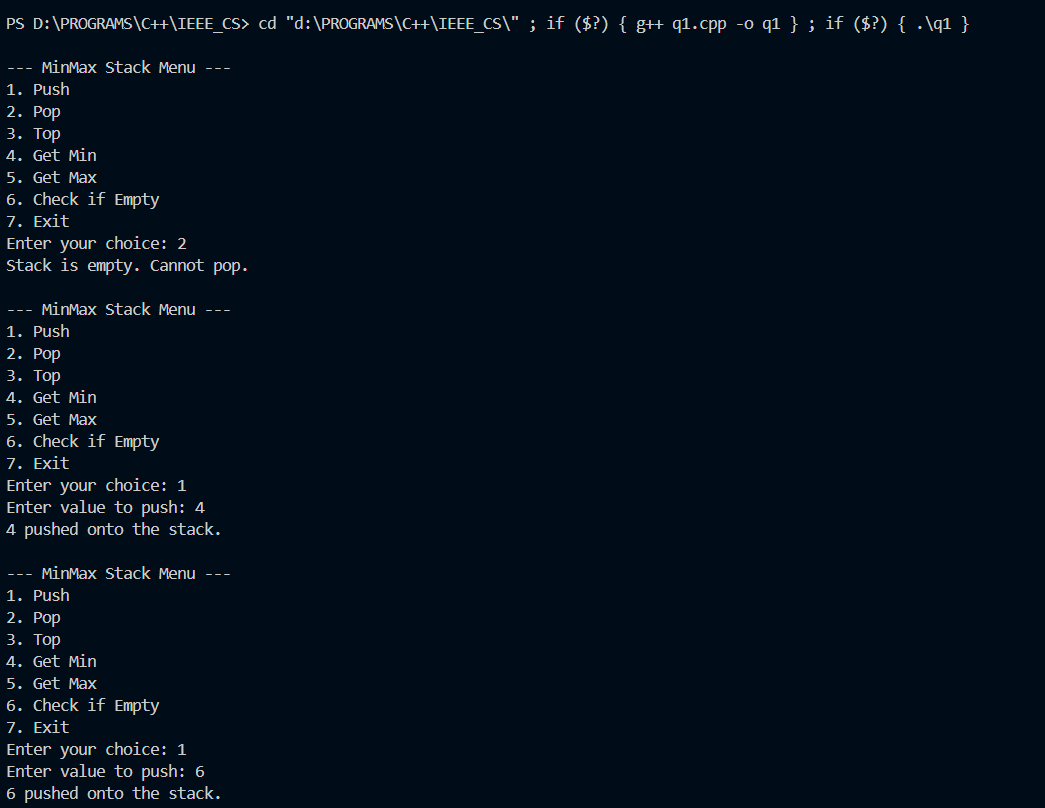 PS D:\PROGRAMS\C++\IEEE_CS> cd "d:\PROGRAMS\C++\IEEE_CS\" ; if ($?) { g++ q1.cpp -o q1 } ; if ($?) { .\q1 }
--- MinMax Stack Menu ---
1. Push
2. Pop
3. Top
4. Get Min
5. Get Max
6. Check if Empty
7. Exit
Enter your choice: 2
Stack is empty. Cannot pop.
--- MinMax Stack Menu ---
1. Push
2. Pop
3. Top
4. Get Min
5. Get Max
6. Check if Empty
7. Exit
Enter your choice: 1
Enter value to push: 4
4 pushed onto the stack.
--- MinMax Stack Menu ---
1. Push
2. Pop
3. Top
4. Get Min
5. Get Max
6. Check if Empty
7. Exit
Enter your choice: 1
Enter value to push: 6
6 pushed onto the stack.